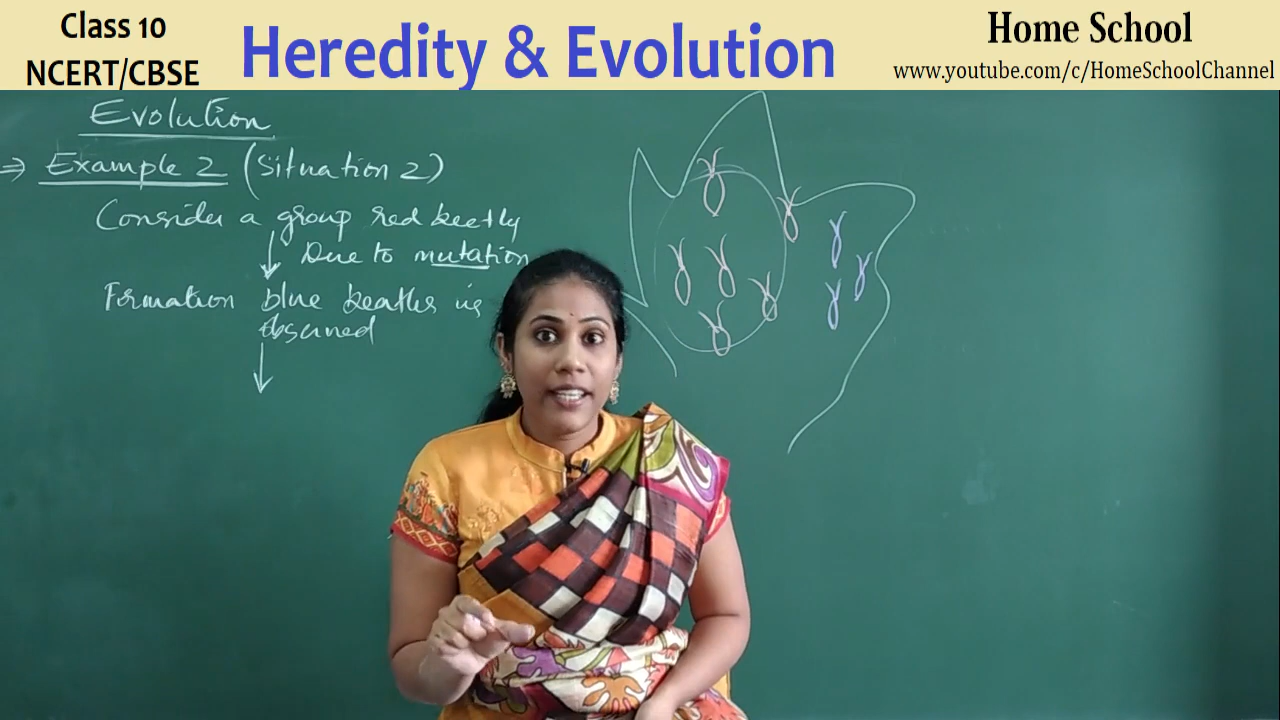 Class 10
NCERT/CBSE
Heredity & Evolution
Home School
www.youtube.com/c/HomeSchoolChannel
Evolution
⇒ Example 2 (Situation 2)
Consider a group red beetly
Due to mutation
Formation blue beatles is
observed